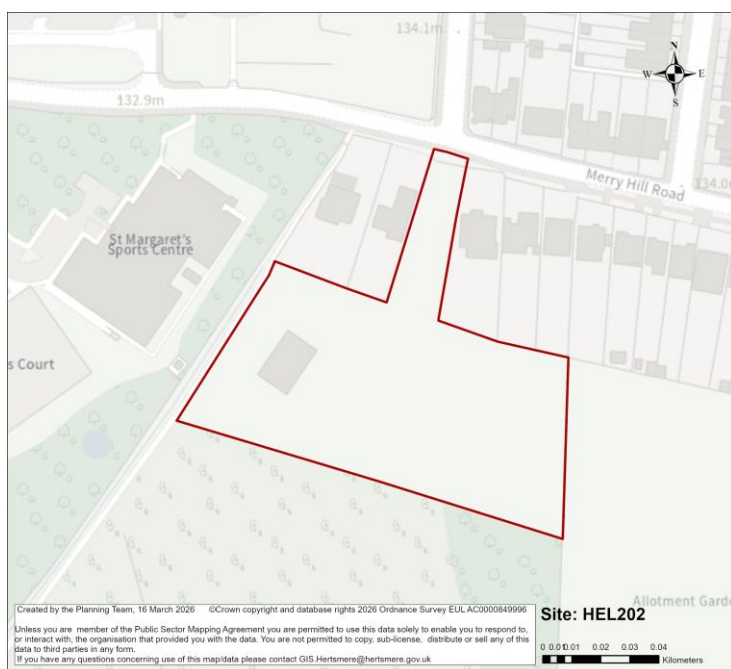 134.1m
N
W E
S
132.9m
Merry Hill Road
134.0
St Margaret's
Sports Centre
s Court
Allotment Garde
Created by the Planning Team, 16 March 2026 ©Crown copyright and database rights 2026 Ordnance Survey EUL AC0000849996
Unless you are member of the Public Sector Mapping Agreement you are permitted to use this data solely to enable you to respond to,
or interact with, the organisation that provided you with the data. You are not permitted to copy, sub-license, distribute or sell any of this
data to third parties in any form.
If you have any questions concerning use of this map/data please contact GIS.Hertsmere@hertsmere.gov.uk
Site: HEL202
0 0.01 0.02 0.03 0.04
Kilometers